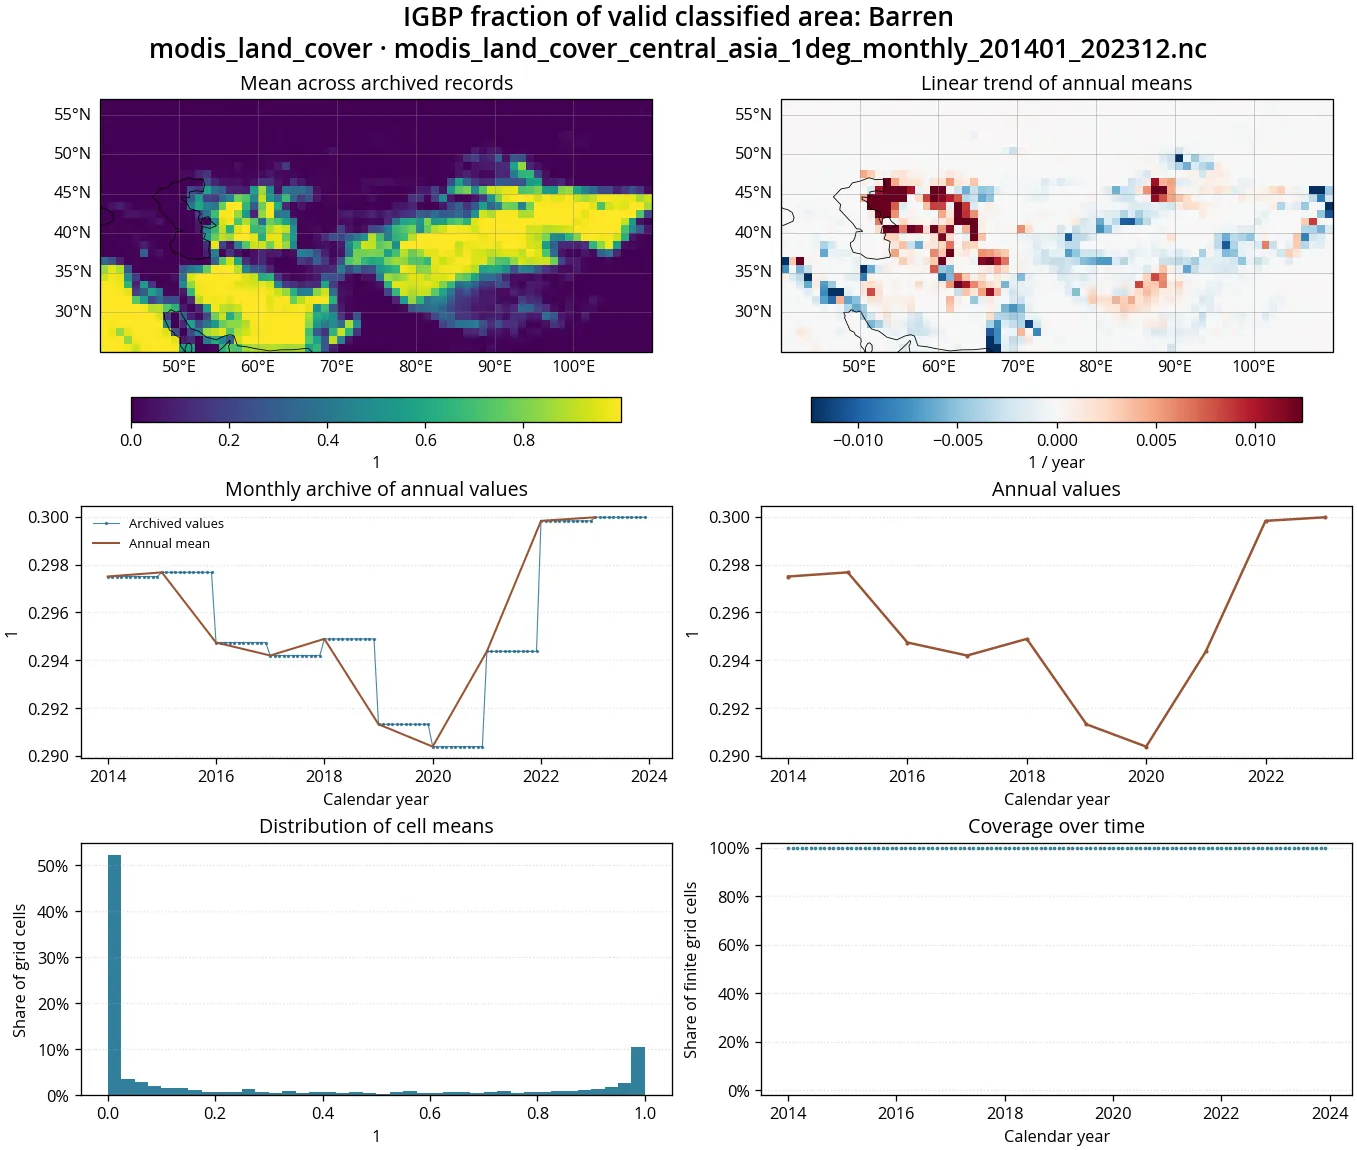 IGBP fraction of valid classified area: Barren
modis_land_cover · modis_land_cover_central_asia_1deg_monthly_201401_202312.nc
Mean across archived records
55°N
50°N
45°N
40°N
35°N
30°N
50°E 60°E 70°E 80°E 90°E 100°E
0.0 0.2 0.4 0.6 0.8
1
Linear trend of annual means
55°N
50°N
45°N
40°N
35°N
30°N
50°E 60°E 70°E 80°E 90°E 100°E
−0.010 −0.005 0.000 0.005 0.010
1 / year
Monthly archive of annual values
Archived values
Annual mean
0.300
0.298
0.296
0.294
0.292
0.290
1
2014 2016 2018 2020 2022 2024
Calendar year
Annual values
0.300
0.298
0.296
0.294
0.292
0.290
1
2014 2016 2018 2020 2022
Calendar year
Distribution of cell means
50%
40%
30%
20%
10%
0%
Share of grid cells
0.0 0.2 0.4 0.6 0.8 1.0
1
Coverage over time
100%
80%
60%
40%
20%
0%
Share of finite grid cells
2014 2016 2018 2020 2022 2024
Calendar year